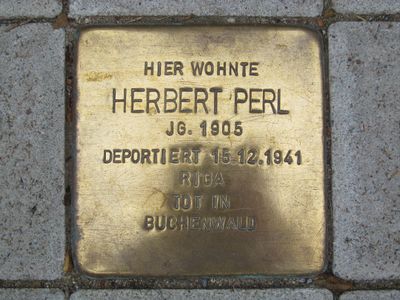 HIER WOHNTE
HERBERT PERL
JG. 1905
DEPORTIERT 15.12.1941
RIGA
TOT IN
BUCHENWALD